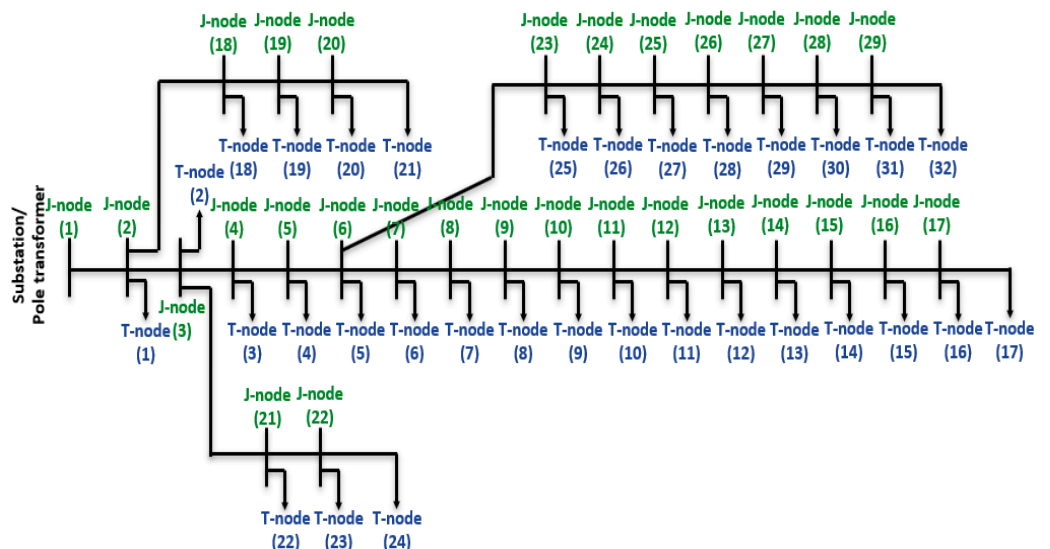 J-node J-node J-node
(18) (19) (20)
J-node J-node J-node J-node J-node J-node J-node
(23) (24) (25) (26) (27) (28) (29)
T-node T-node T-node T-node
(18) (19) (20) (21)
T-node T-node T-node T-node T-node T-node T-node T-node
(25) (26) (27) (28) (29) (30) (31) (32)
T-node
(2)
Substation/
Pole transformer
J-node J-node J-node J-node J-node J-node J-node J-node J-node J-node J-node J-node J-node J-node J-node J-node
(1) (2) (4) (5) (6) (7) (8) (9) (10) (11) (12) (13) (14) (15) (16) (17)
J-node
(3)
T-node T-node T-node T-node T-node T-node T-node T-node T-node T-node T-node T-node T-node T-node T-node T-node
(1) (3) (4) (5) (6) (7) (8) (9) (10) (11) (12) (13) (14) (15) (16) (17)
J-node J-node
(21) (22)
T-node T-node T-node
(22) (23) (24)